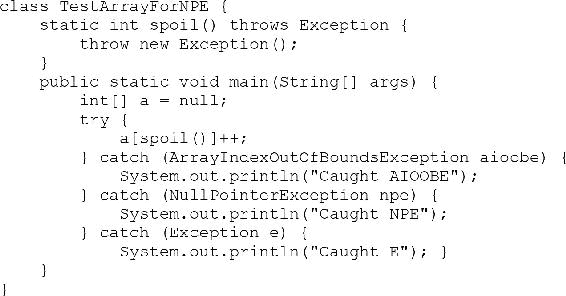 class TestArrayForNPE {
    static int spoil() throws Exception {
        throw new Exception();
    }
    public static void main(String[] args) {
        int[] a = null;
        try {
            a[spoil()]++;
        } catch (ArrayIndexOutOfBoundsException aiocbe) {
            System.out.println("Caught AIOOBE");
        } catch (NullPointerException npe) {
            System.out.println("Caught NPE");
        } catch (Exception e) {
            System.out.println("Caught E"); }
    }
}